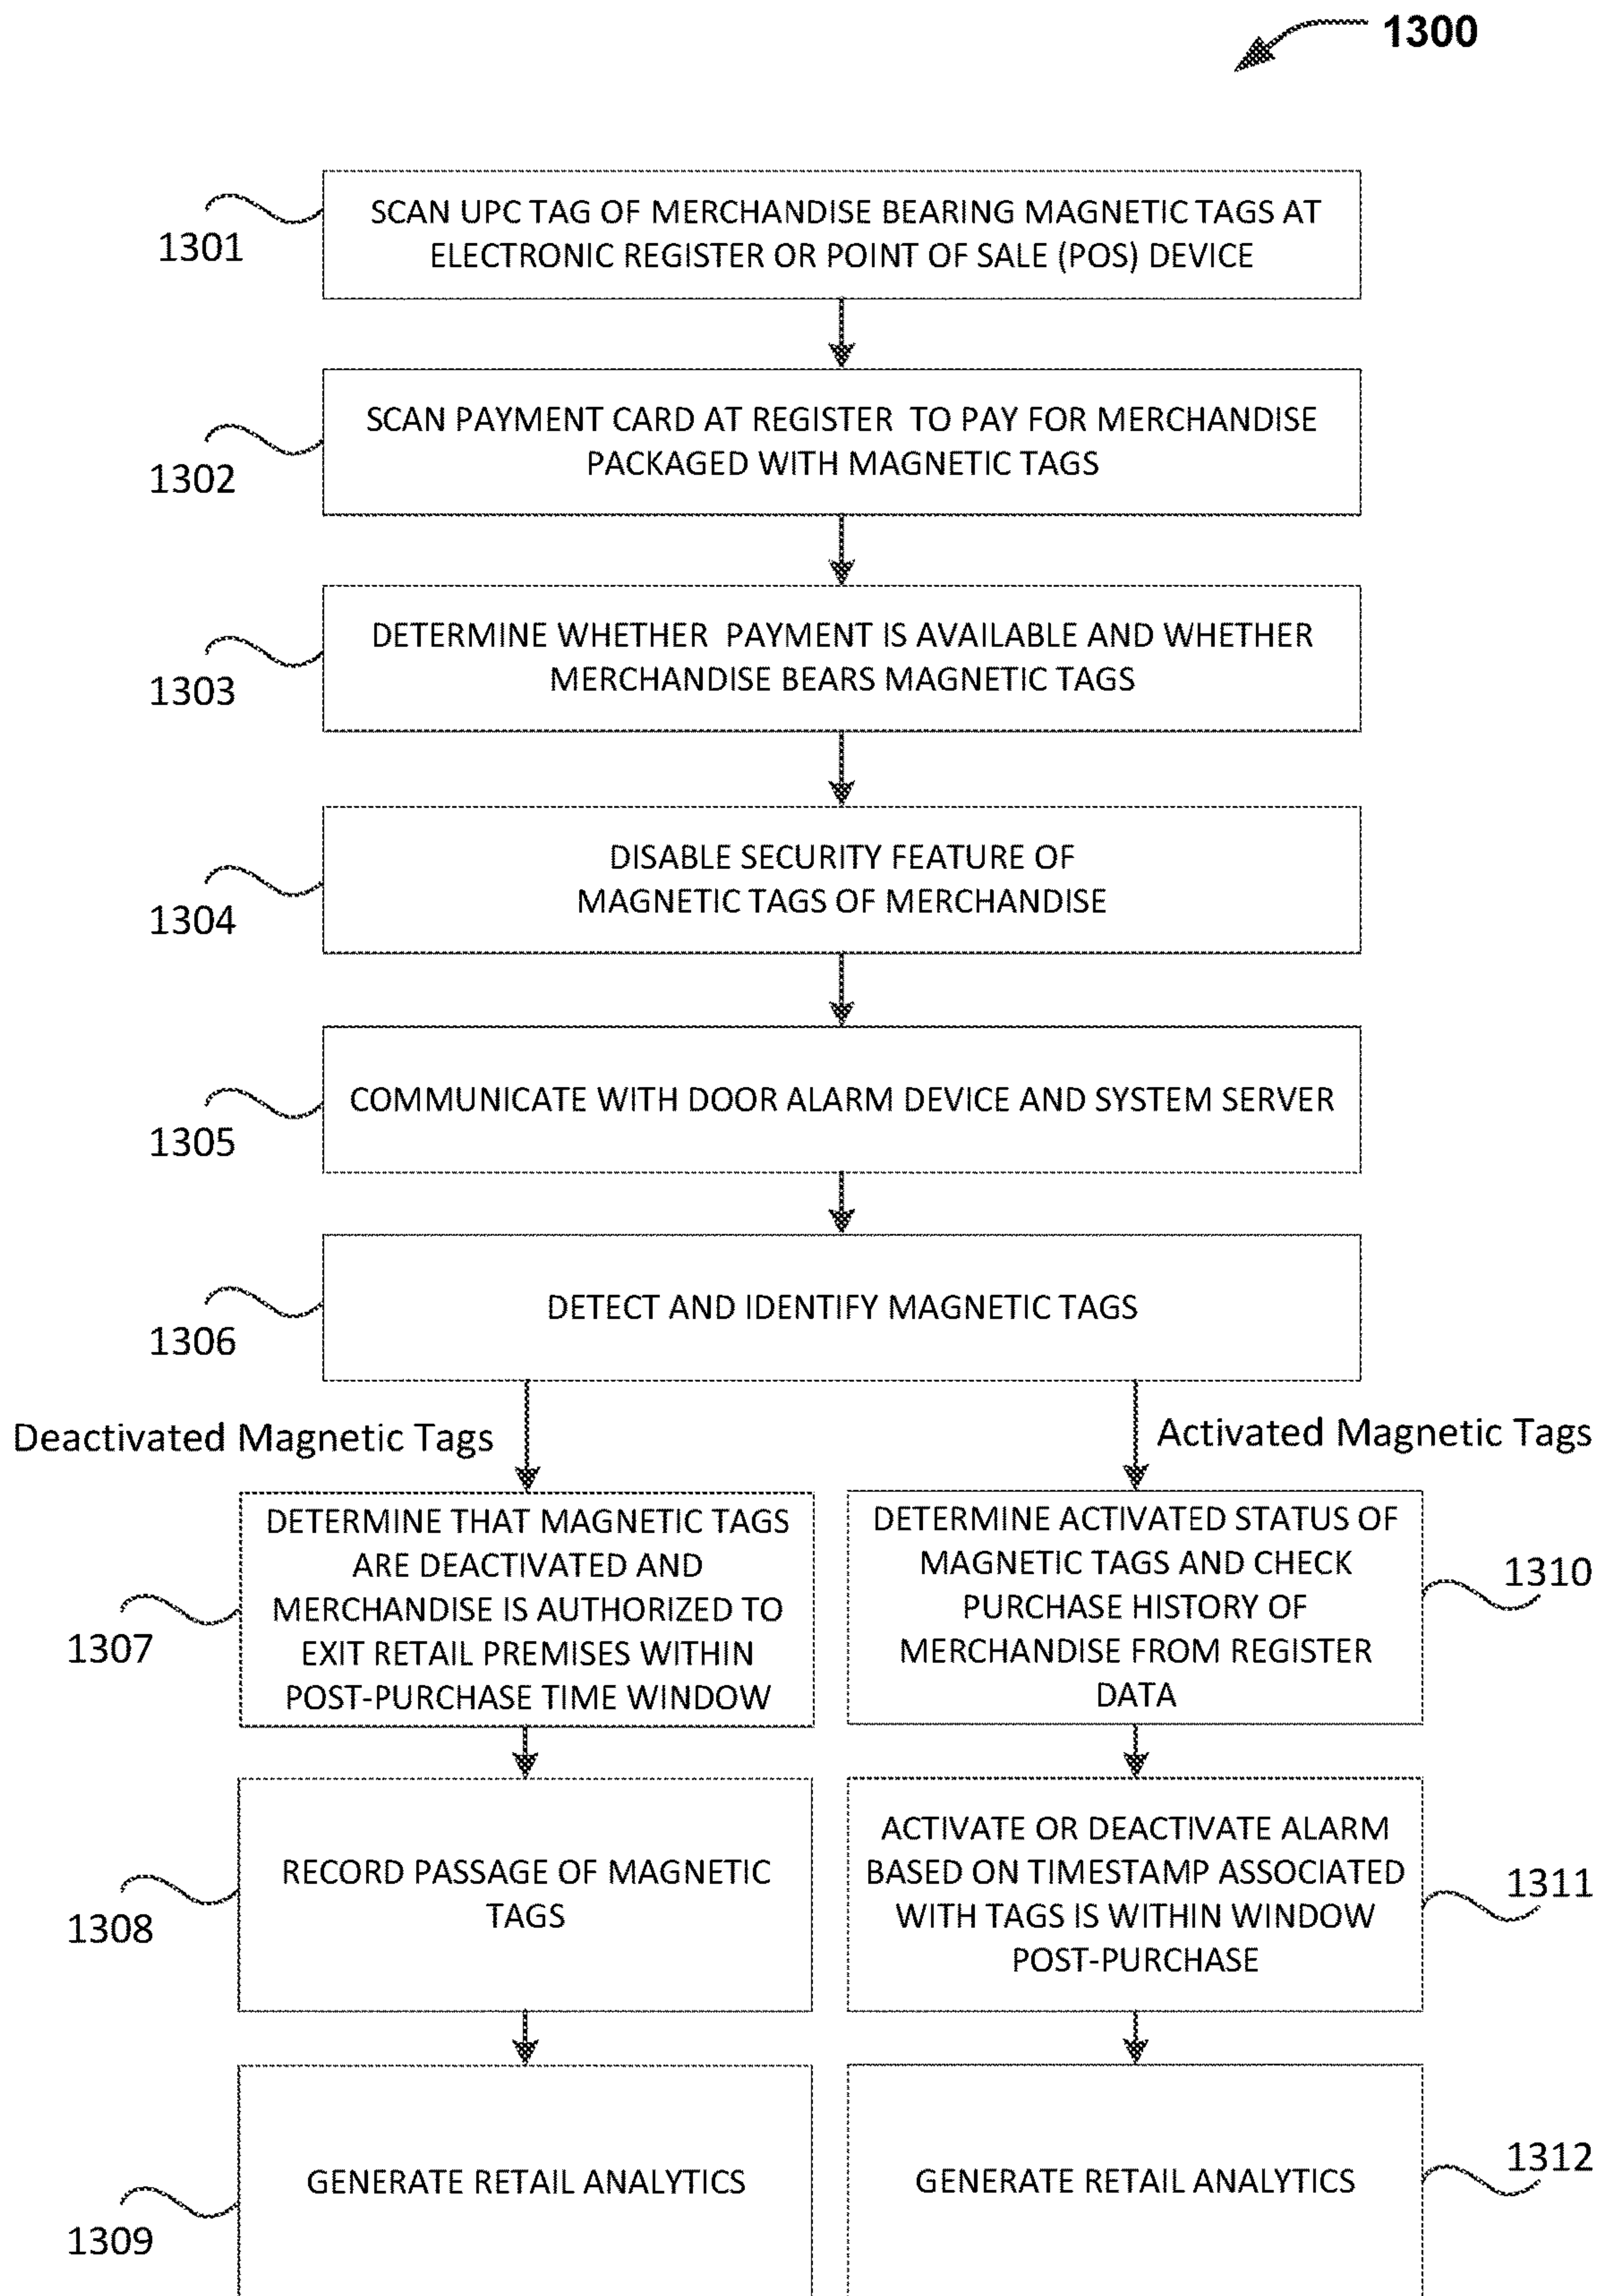 1300
SCAN UPC TAG OF MERCHANDISE BEARING MAGNETIC TAGS AT
ELECTRONIC REGISTER OR POINT OF SALE (POS) DEVICE
1301
SCAN PAYMENT CARD AT REGISTER TO PAY FOR MERCHANDISE
PACKAGED WITH MAGNETIC TAGS
1302
DETERMINE WHETHER PAYMENT IS AVAILABLE AND WHETHER
MERCHANDISE BEARS MAGNETIC TAGS
1303
DISABLE SECURITY FEATURE OF
MAGNETIC TAGS OF MERCHANDISE
1304
COMMUNICATE WITH DOOR ALARM DEVICE AND SYSTEM SERVER
1305
DETECT AND IDENTIFY MAGNETIC TAGS
1306
Deactivated Magnetic Tags
Activated Magnetic Tags
DETERMINE THAT MAGNETIC TAGS
ARE DEACTIVATED AND
MERCHANDISE IS AUTHORIZED TO
EXIT RETAIL PREMISES WITHIN
POST-PURCHASE TIME WINDOW
1307
DETERMINE ACTIVATED STATUS OF
MAGNETIC TAGS AND CHECK
PURCHASE HISTORY OF
MERCHANDISE FROM REGISTER
DATA
1310
RECORD PASSAGE OF MAGNETIC
TAGS
1308
ACTIVATE OR DEACTIVATE ALARM
BASED ON TIMESTAMP ASSOCIATED
WITH TAGS IS WITHIN WINDOW
POST-PURCHASE
1311
GENERATE RETAIL ANALYTICS
1309
GENERATE RETAIL ANALYTICS
1312